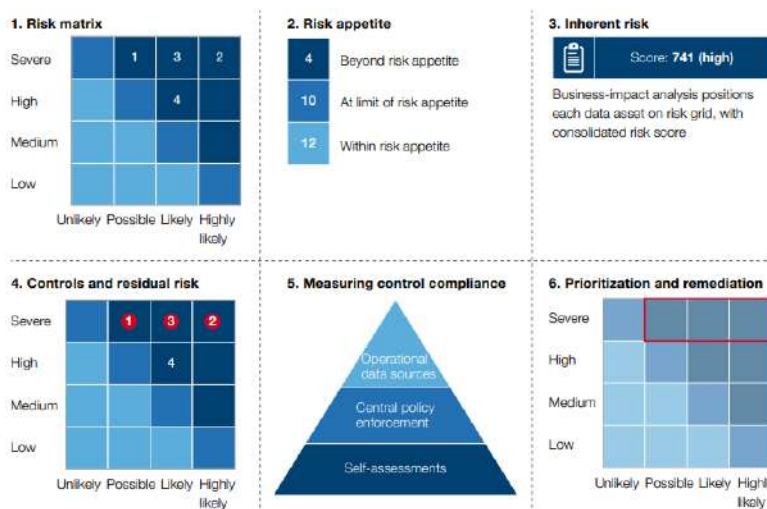 1. Risk matrix
Severe
1
3
2
High
4
Medium
Low
Unlikely Possible Likely Highly
likely
2. Risk appetite
4 Beyond risk appetite
10 At limit of risk appetite
12 Within risk appetite
3. Inherent risk
Score: 741 (high)
Business-impact analysis positions
each data asset on risk grid, with
consolidated risk score
4. Controls and residual risk
Severe
1
3
2
High
4
Medium
Low
Unlikely Possible Likely Highly
likely
5. Measuring control compliance
Operational
data sources
Central policy
enforcement
Self-assessments
6. Prioritization and remediation
Severe
High
Medium
Low
Unlikely Possible Likely Highl
likel